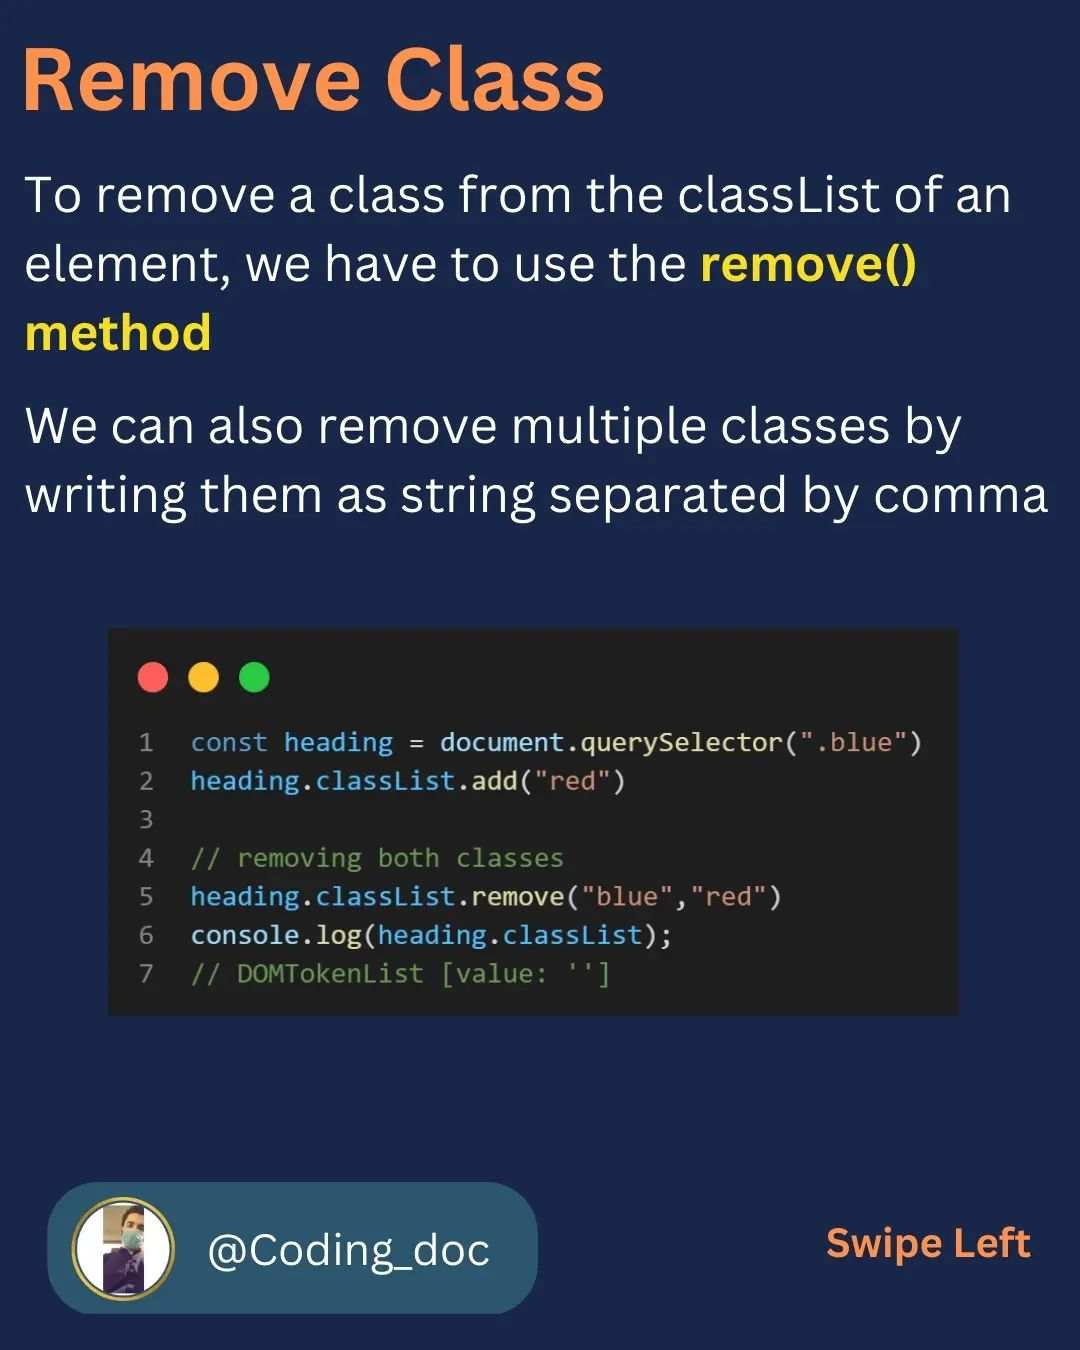 Remove Class
To remove a class from the classList of an
element, we have to use the remove()
method
We can also remove multiple classes by
writing them as string separated by comma
1 const heading = document.querySelector(".blue")
2 heading.classList.add("red")
3
4 // removing both classes
5 heading.classList.remove("blue","red")
6 console.log(heading.classList);
7 // DOMTokenList [value: '']
@Coding_doc
Swipe Left